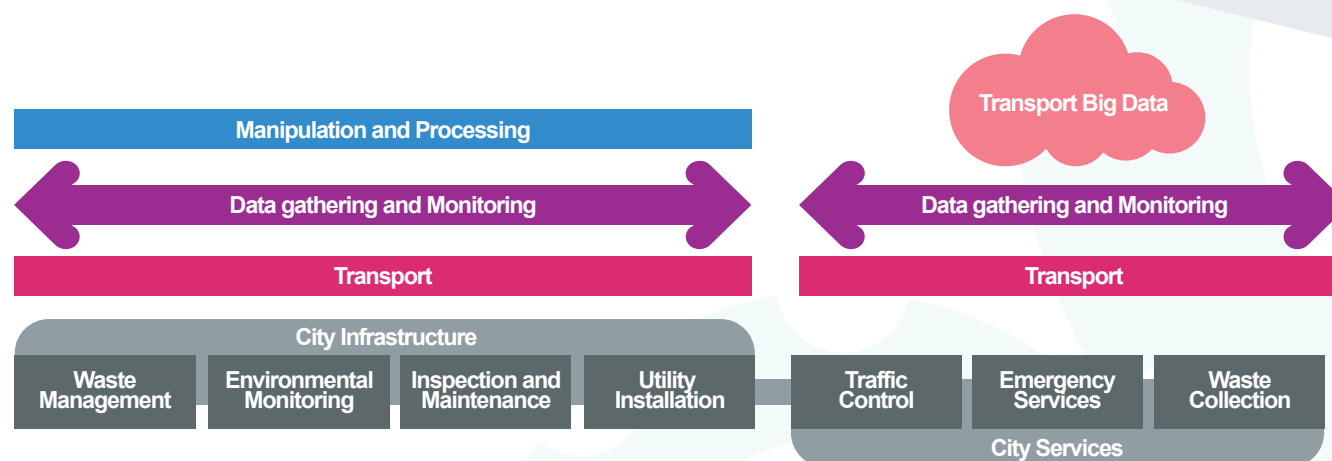 Transport Big Data
Manipulation and Processing
Data gathering and Monitoring
Data gathering and Monitoring
Transport
Transport
City Infrastructure
Waste
Management
Environmental
Monitoring
Inspection and
Maintenance
Utility
Installation
Traffic
Control
Emergency
Services
Waste
Collection
City Services